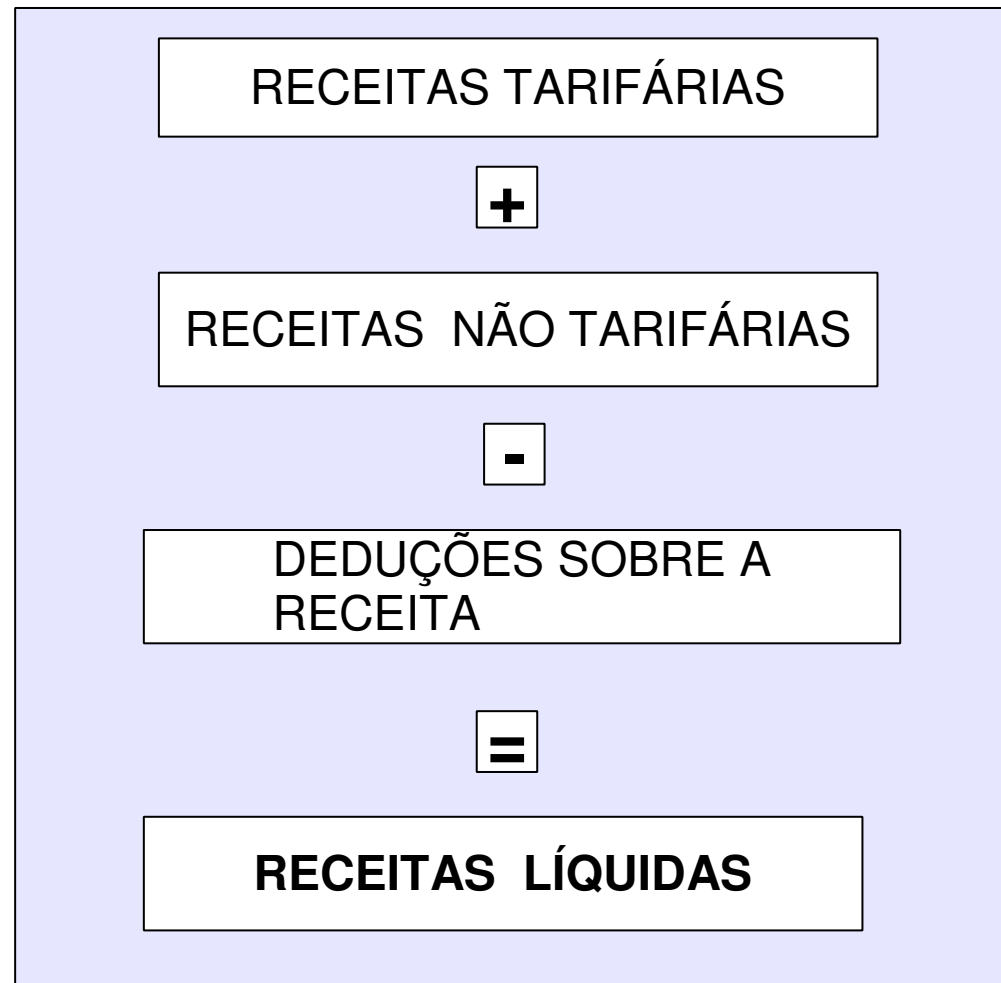 RECEITAS TARIFÁRIAS
+
RECEITAS NÃO TARIFÁRIAS
-
DEDUÇÕES SOBRE A
RECEITA
=
RECEITAS LÍQUIDAS